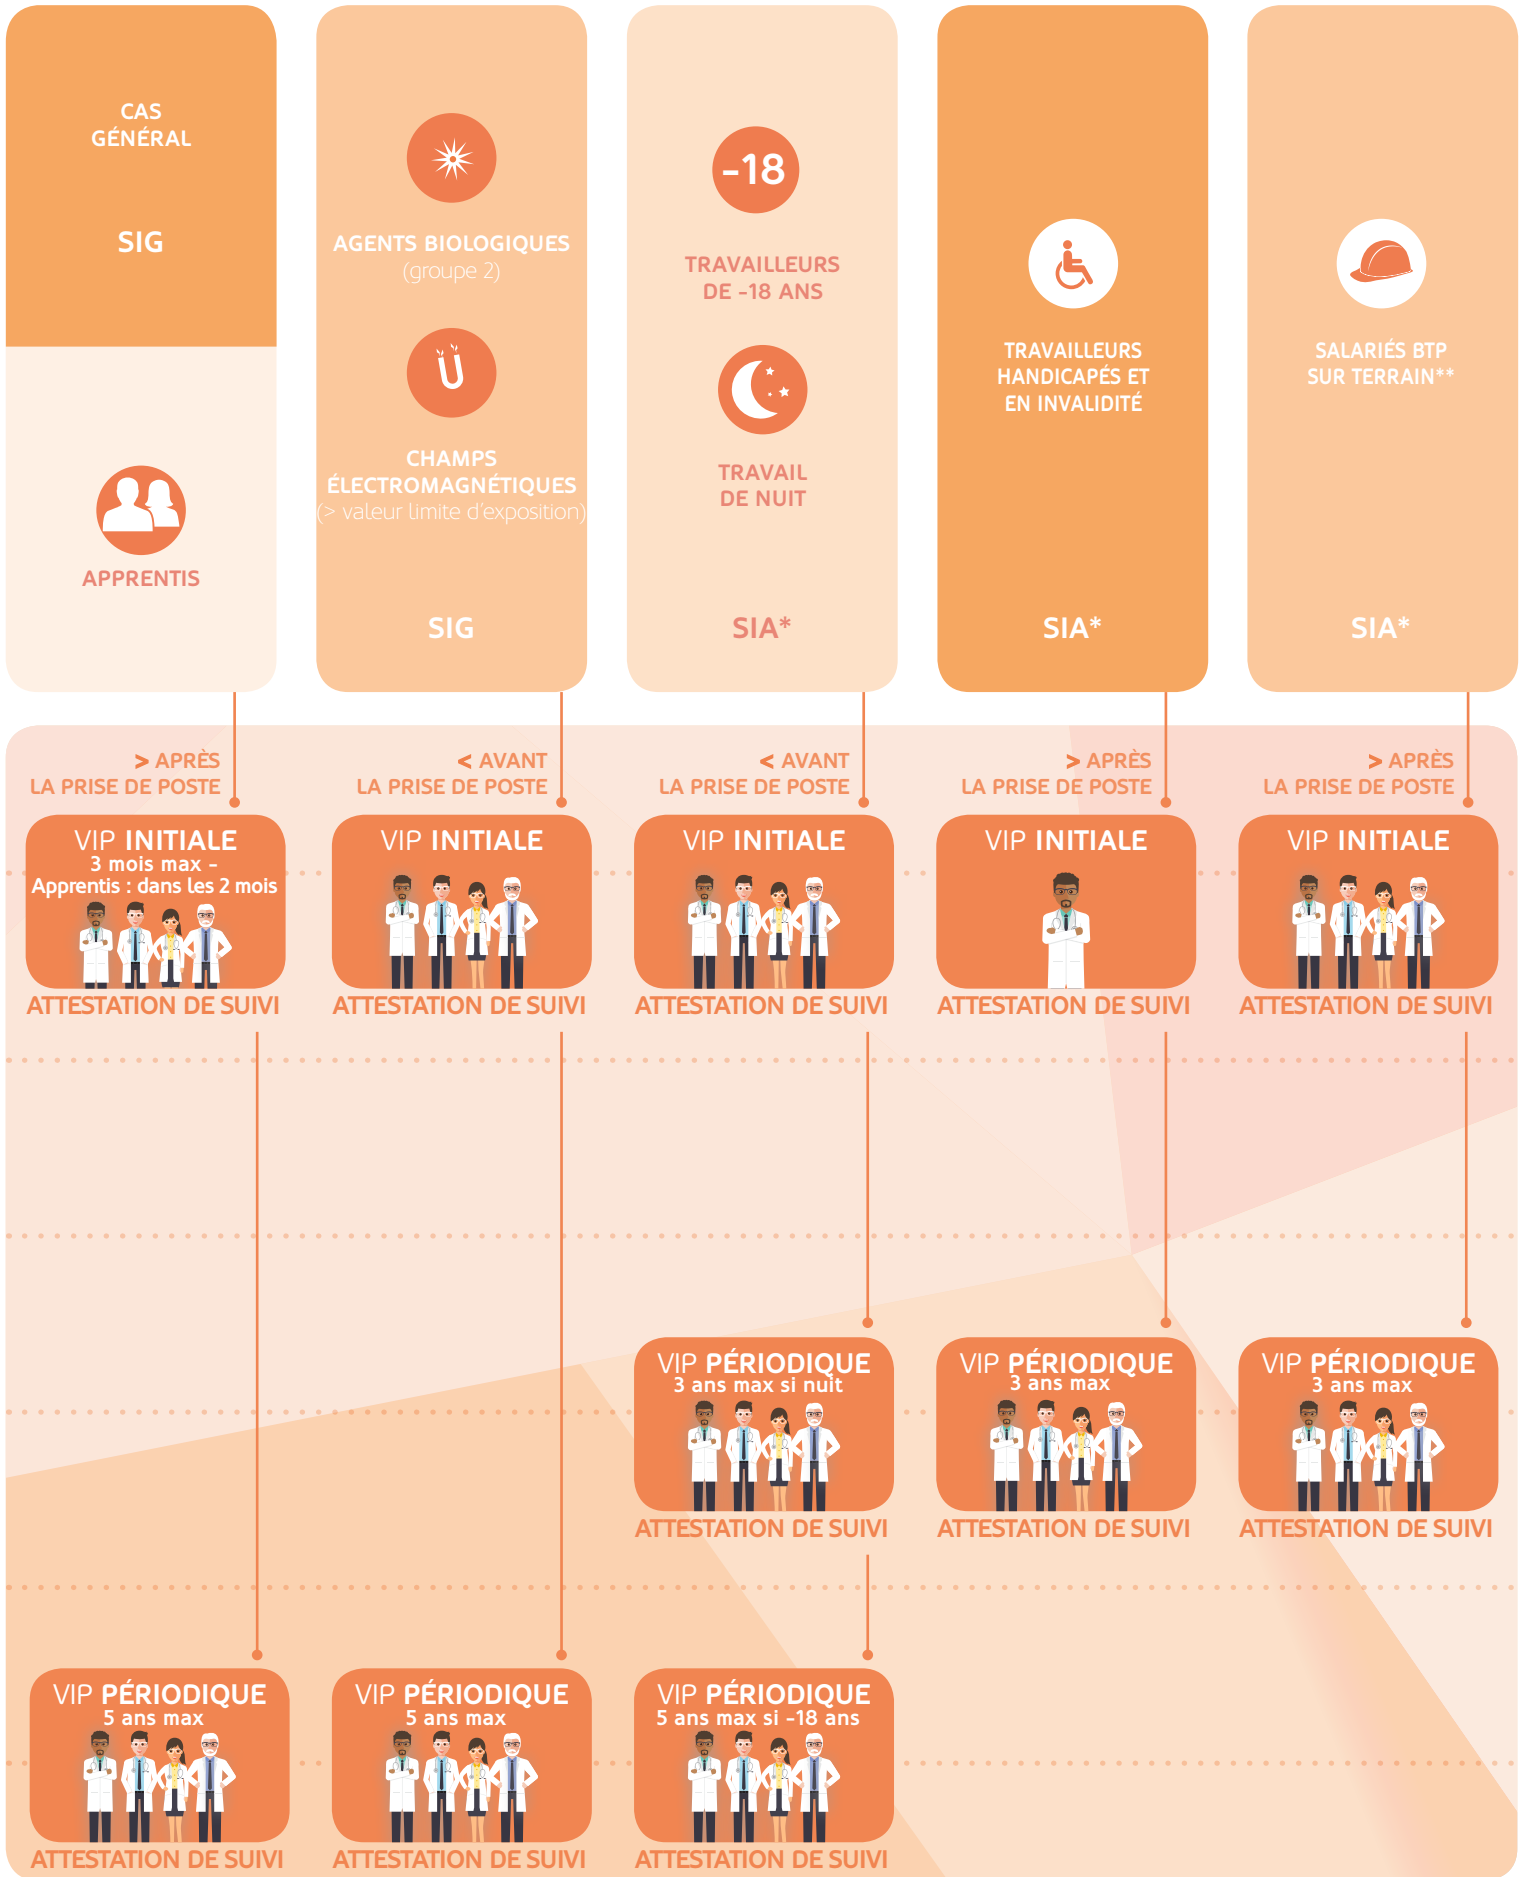 CAS
GÉNÉRAL
SIG
APPRENTIS
AGENTS BIOLOGIQUES
(groupe 2)
CHAMPS
ÉLECTROMAGNÉTIQUES
(> valeur limite d'exposition)
SIG
-18
TRAVAILLEURS
DE -18 ANS
TRAVAIL
DE NUIT
SIA*
TRAVAILLEURS
HANDICAPÉS ET
EN INVALIDITÉ
SIA*
SALARIÉS BTP
SUR TERRAIN**
SIA*
> APRÈS
LA PRISE DE POSTE
< AVANT
LA PRISE DE POSTE
< AVANT
LA PRISE DE POSTE
> APRÈS
LA PRISE DE POSTE
> APRÈS
LA PRISE DE POSTE
VIP INITIALE
3 mois max -
Apprentis : dans les 2 mois
ATTESTATION DE SUIVI
VIP INITIALE
ATTESTATION DE SUIVI
VIP INITIALE
ATTESTATION DE SUIVI
VIP INITIALE
ATTESTATION DE SUIVI
VIP INITIALE
ATTESTATION DE SUIVI
VIP PÉRIODIQUE
3 ans max si nuit
ATTESTATION DE SUIVI
VIP PÉRIODIQUE
3 ans max
ATTESTATION DE SUIVI
VIP PÉRIODIQUE
3 ans max
ATTESTATION DE SUIVI
VIP PÉRIODIQUE
5 ans max
ATTESTATION DE SUIVI
VIP PÉRIODIQUE
5 ans max
ATTESTATION DE SUIVI
VIP PÉRIODIQUE
5 ans max si -18 ans
ATTESTATION DE SUIVI